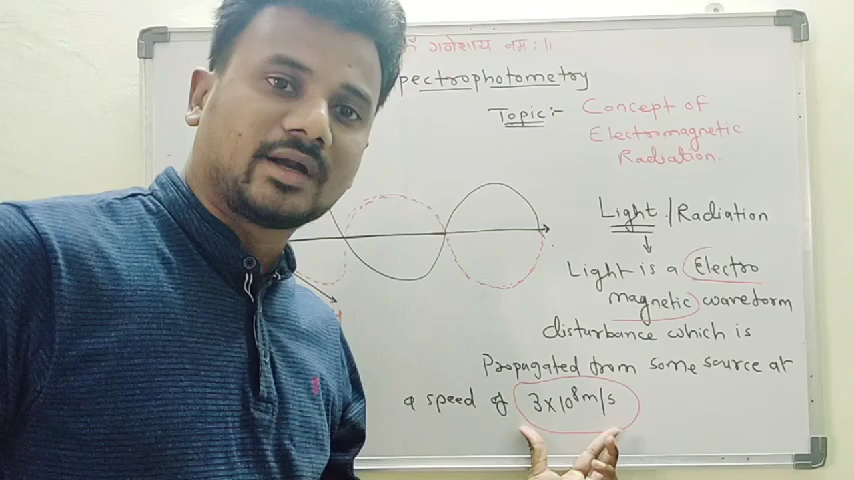 ॐ गनेशाय नमः॥
pectrophotometry
Topic:- Concept of
Electromagnetic
Radiation.
Light/Radiation
Light is a Electro
magnetic waveform
disturbance which is
Propagated from some source at
a speed of 3x10⁸m/s